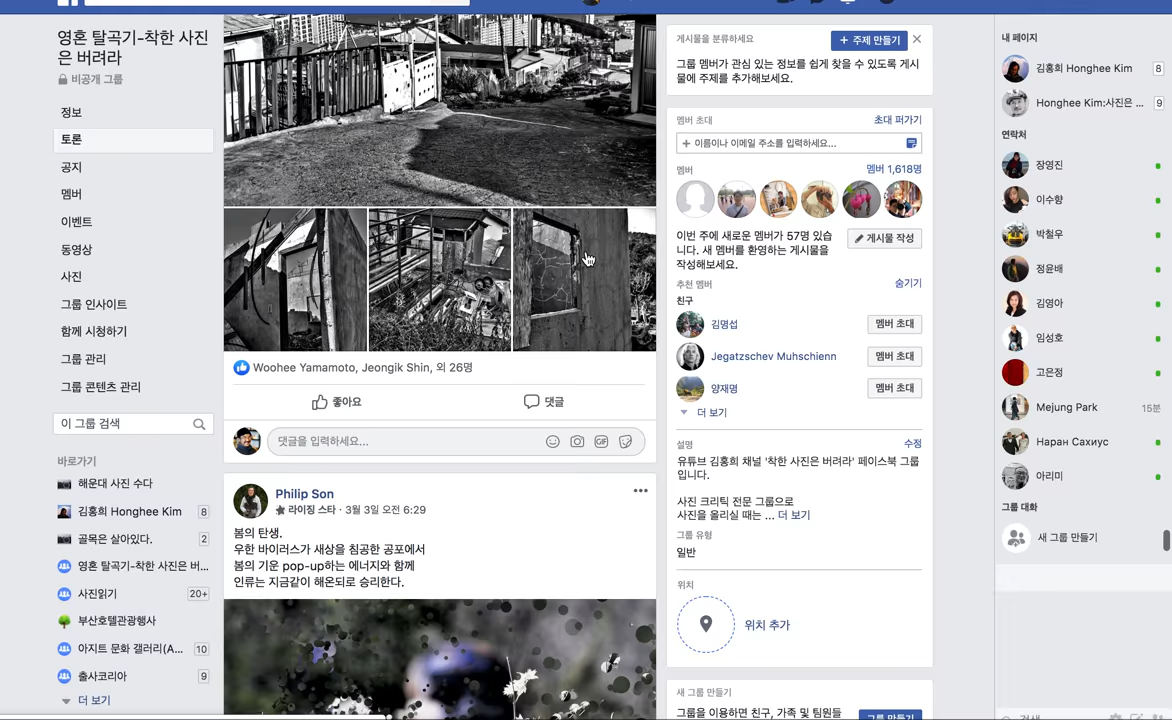 영혼 탈곡기-착한 사진
은 버려라
비공개 그룹
정보
토론
공지
멤버
이벤트
동영상
사진
그룹 인사이트
함께 시청하기
그룹 관리
그룹 콘텐츠 관리
이 그룹 검색
바로가기
해운대 사진 수다
김홍희 Honghee Kim 8
골목은 살아있다. 2
영혼 탈곡기-착한 사진은 버...
사진읽기 20+
부산호텔관광행사
아지트 문화 갤러리(A... 10
출사코리아 9
더 보기
Woohee Yamamoto, Jeongik Shin, 외 26명
좋아요 댓글
댓글을 입력하세요...
GIF
Philip Son
라이징 스타 · 3월 3일 오전 6:29
봄의 탄생.
우한 바이러스가 새상을 침공한 공포에서
봄의 기운 pop-up하는 에너지와 함께
인류는 지금같이 해온되로 승리한다.
게시물을 분류하세요
+ 주제 만들기
그룹 멤버가 관심 있는 정보를 쉽게 찾을 수 있도록 게시
물에 주제를 추가해보세요.
멤버 초대 초대 퍼가기
+ 이름이나 이메일 주소를 입력하세요...
멤버 멤버 1,618명
이번 주에 새로운 멤버가 57명 있습
니다. 새 멤버를 환영하는 게시물을
작성해보세요.
게시물 작성
추천 멤버 숨기기
친구
김명섭 멤버 초대
Jegatzschev Muhschienn 멤버 초대
양재명 멤버 초대
더 보기
설명 수정
유튜브 김홍희 채널 '착한 사진은 버려라' 페이스북 그룹
입니다.
사진 크리틱 전문 그룹으로
사진을 올리실 때는 ... 더 보기
그룹 유형
일반
위치
위치 추가
새 그룹 만들기
그룹을 이용하면 친구, 가족 및 팀원들
그룹 만들기
내 페이지
김홍희 Honghee Kim 8
Honghee Kim:사진은 ... 9
연락처
장영진
이수향
박철우
정윤배
김영아
임성호
고은정
Mejung Park 15분
Наран Сахиус
아리미
그룹 대화
새 그룹 만들기
검색